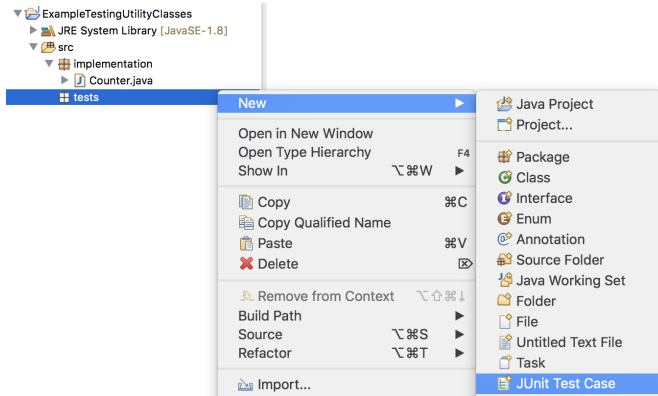 ExampleTestingUtilityClasses
JRE System Library [JavaSE-1.8]
src
implementation
Counter.java
tests
New
Open in New Window
Open Type Hierarchy F4
Show In ⌥⌘W
Copy ⌘C
Copy Qualified Name
Paste ⌘V
Delete ⌦
Remove from Context ⌥⇧⌘↓
Build Path
Source ⌥⌘S
Refactor ⌥⌘T
Import...
Java Project
Project...
Package
Class
Interface
Enum
Annotation
Source Folder
Java Working Set
Folder
File
Untitled Text File
Task
JUnit Test Case